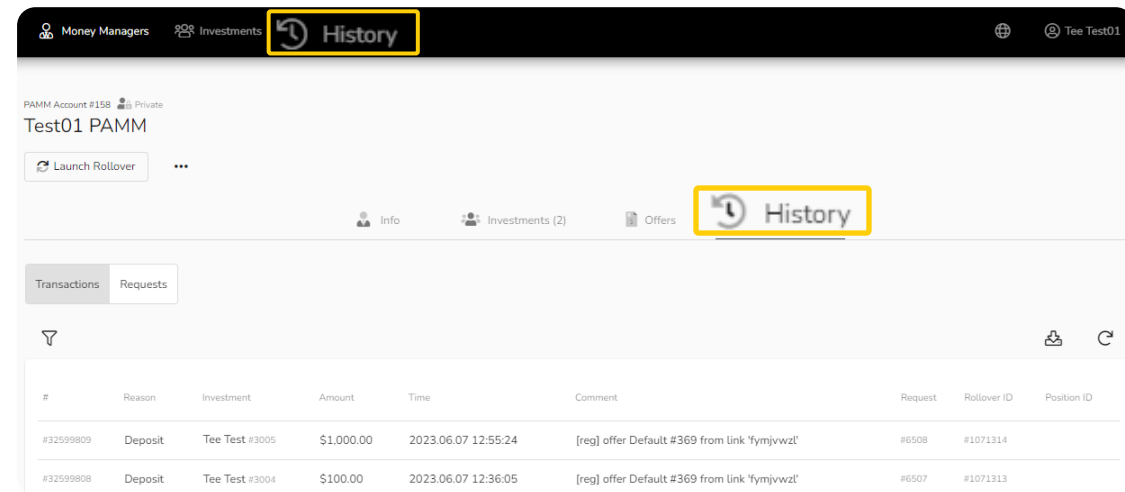 Money Managers Investments History Tee Test01
PAMM Account #158 Private
Test01 PAMM
Launch Rollover •••
Info Investments (2) Offers History
Transactions Requests
# Reason Investment Amount Time Comment Request Rollover ID Position ID
#32599809 Deposit Tee Test #3005 $1,000.00 2023.06.07 12:55:24 [reg] offer Default #369 from link 'fymjvwzl' #6508 #1071314
#32599808 Deposit Tee Test #3004 $100.00 2023.06.07 12:36:05 [reg] offer Default #369 from link 'fymjvwzl' #6507 #1071313